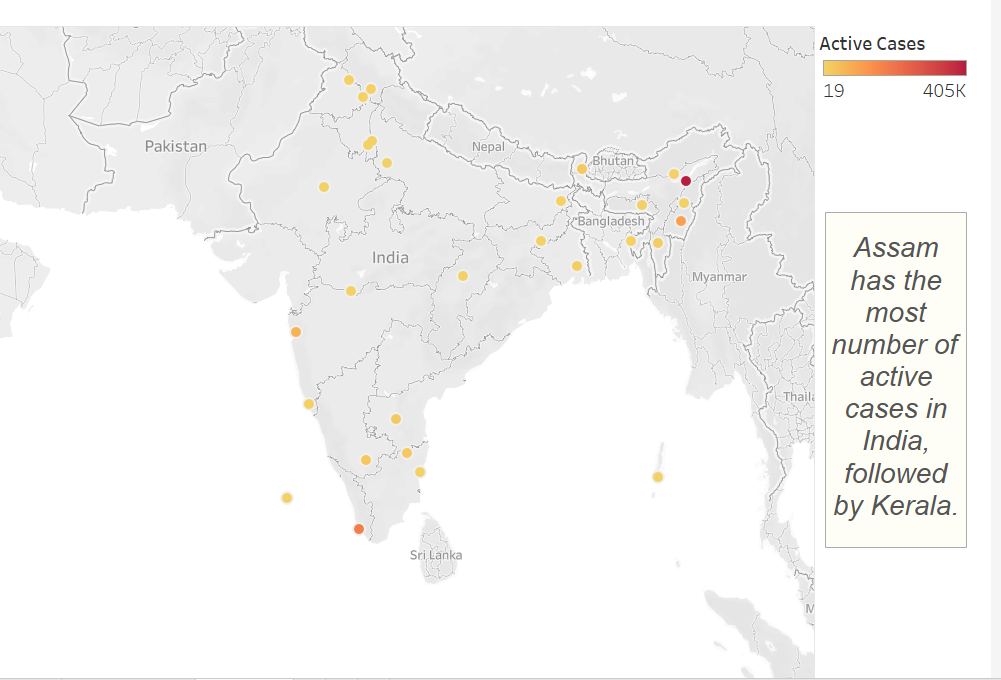 Active Cases
19 405K
Pakistan
Nepal
Bhutan
Bangladesh
India
Myanmar
Thaila
Sri Lanka
M
Assam
has the
most
number of
active
cases in
India,
followed
by Kerala.